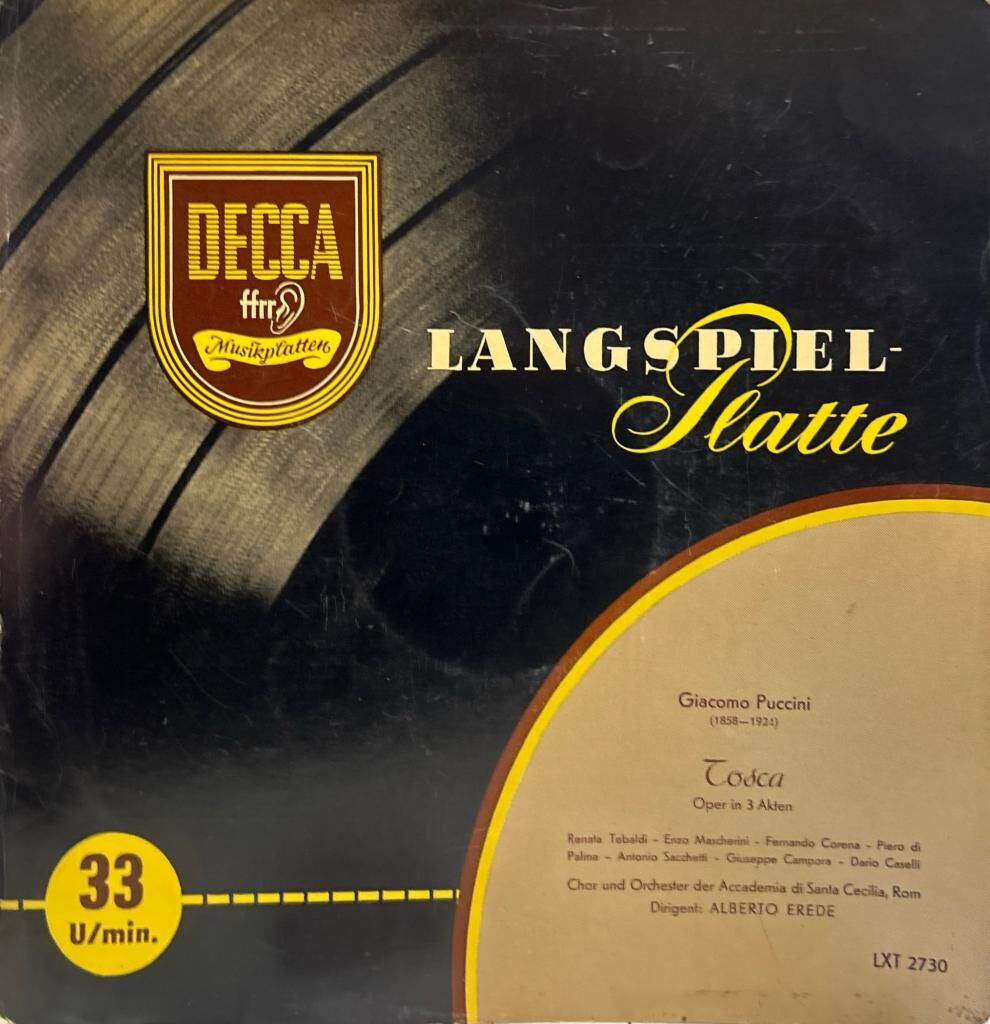 DECCA
ffrr
Musikplatten
LANGSPIEL-
Platte
Giacomo Puccini
(1858—1924)
Tosca
Oper in 3 Akten
Renata Tebaldi - Enzo Mascherini - Fernando Corena - Piero di
Palma - Antonio Sacchetti - Giuseppe Campora - Dario Caselli
Chor und Orchester der Accademia di Santa Cecilia, Rom
Dirigent: ALBERTO EREDE
33
U/min.
LXT 2730